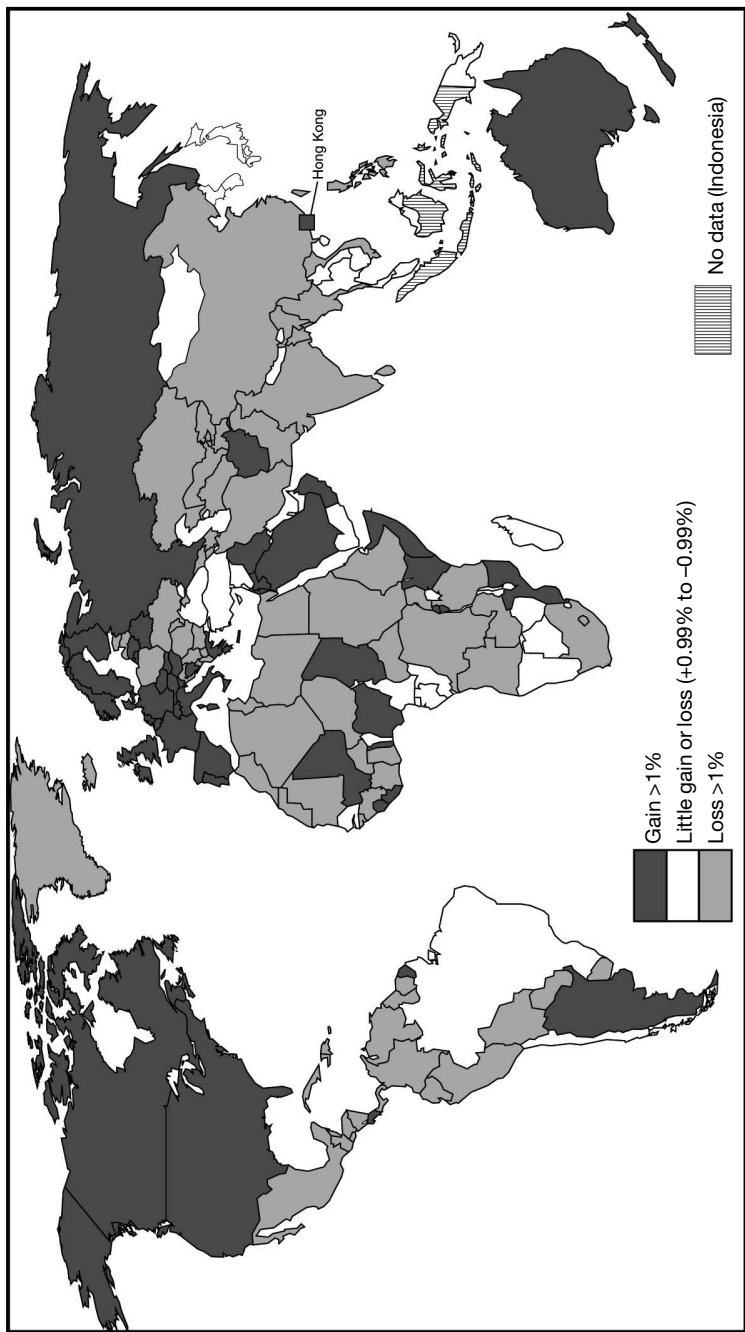 Hong Kong
No data (Indonesia)
Gain >1%
Little gain or loss (+0.99% to –0.99%)
Loss >1%